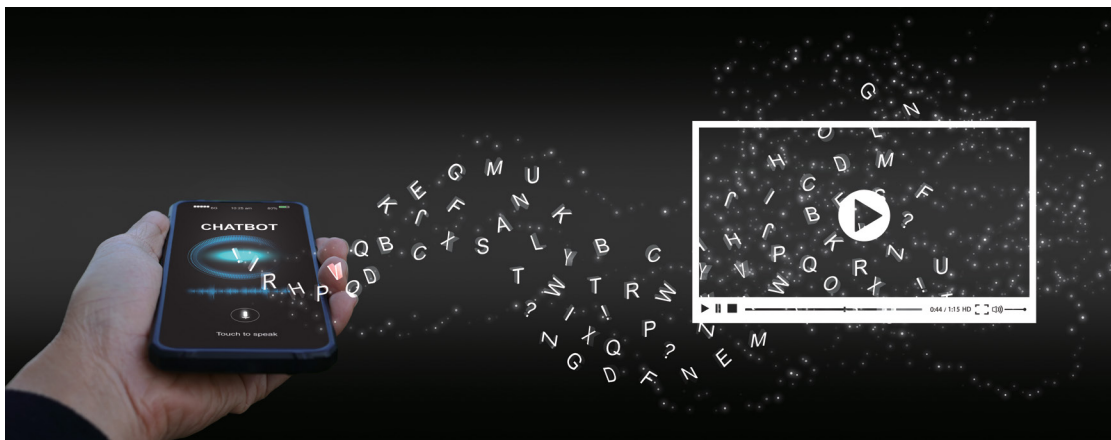 CHATBOT
Touch to speak
! I R H P Q D
V Q B C X S A N K
K E G M U
J F
L Y B C
T W T R W
? I !
N X Q P ? N
G D F N E M
G N
O L
H D M
J I C F
B E ?
H J K N
Y V P Q R U
W O X !
0:44 / 1:15 HD